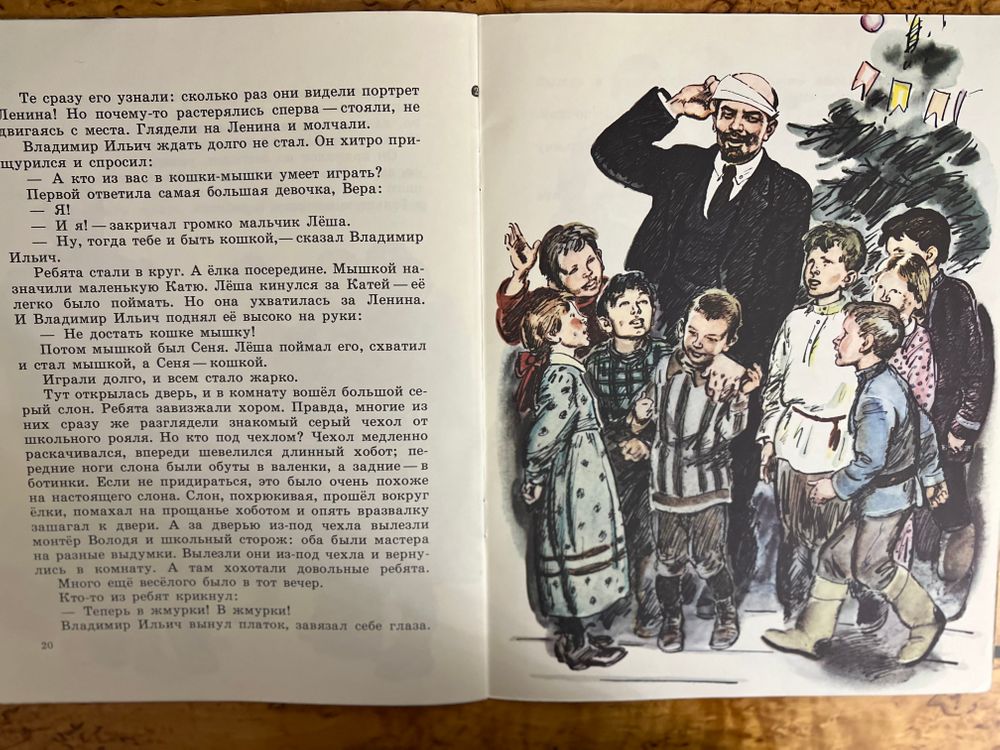 Те сразу его узнали: сколько раз они видели портрет
Ленина! Но почему-то растерялись сперва — стояли, не
двигаясь с места. Глядели на Ленина и молчали.
Владимир Ильич ждать долго не стал. Он хитро при-
щурился и спросил:
— А кто из вас в кошки-мышки умеет играть?
Первой ответила самая большая девочка, Вера:
— Я!
— И я! — закричал громко мальчик Лёша.
— Ну, тогда тебе и быть кошкой, — сказал Владимир
Ильич.
Ребята стали в круг. А ёлка посередине. Мышкой на-
значили маленькую Катю. Лёша кинулся за Катей — её
легко было поймать. Но она ухватилась за Ленина.
И Владимир Ильич поднял её высоко на руки:
— Не достать кошке мышку!
Потом мышкой был Сеня. Лёша поймал его, схватил
и стал мышкой, а Сеня — кошкой.
Играли долго, и всем стало жарко.
Тут открылась дверь, и в комнату вошёл большой се-
рый слон. Ребята завизжали хором. Правда, многие из
них сразу же разглядели знакомый серый чехол от
школьного рояля. Но кто под чехлом? Чехол медленно
раскачивался, впереди шевелился длинный хобот; пе-
редние ноги слона были обуты в валенки, а задние — в
ботинки. Если не придираться, это было очень похоже
на настоящего слона. Слон, похрюкивая, прошёл вокруг
ёлки, помахал на прощанье хоботом и опять вразвалку
зашагал к двери. А за дверью из-под чехла вылезли
монтёр Володя и школьный сторож: оба были мастера
на разные выдумки. Вылезли они из-под чехла и верну-
лись в комнату. А там хохотали довольные ребята.
Много ещё весёлого было в тот вечер.
Кто-то из ребят крикнул:
— Теперь в жмурки! В жмурки!
Владимир Ильич вынул платок, завязал себе глаза.
20